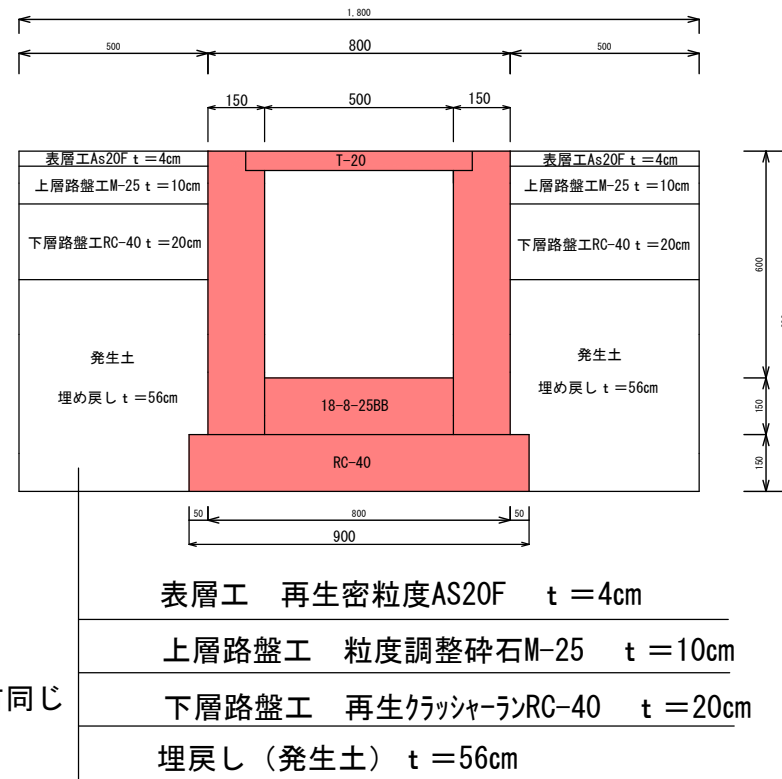 1,800
500
800
500
150
500
150
表層工As20F t＝4cm
T-20
表層工As20F t＝4cm
上層路盤工M-25 t＝10cm
上層路盤工M-25 t＝10cm
下層路盤工RC-40 t＝20cm
下層路盤工RC-40 t＝20cm
600
発生土
埋め戻し t＝56cm
発生土
埋め戻し t＝56cm
18-8-25BB
150
RC-40
150
50
800
50
900
表層工　再生密粒度AS20F　t＝4cm
上層路盤工　粒度調整砕石M-25　t＝10cm
同じ
下層路盤工　再生クラッシャーランRC-40　t＝20cm
埋戻し（発生土）t＝56cm